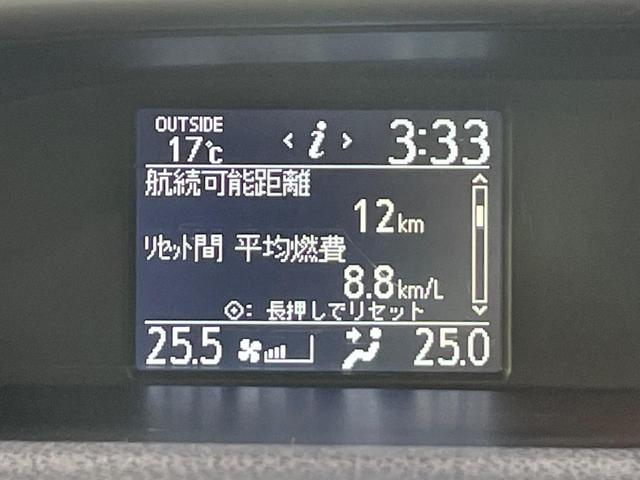 OUTSIDE
17℃
< i >
3:33
航続可能距離
12km
リセット間 平均燃費
8.8km/L
: 長押しでリセット
25.5
25.0